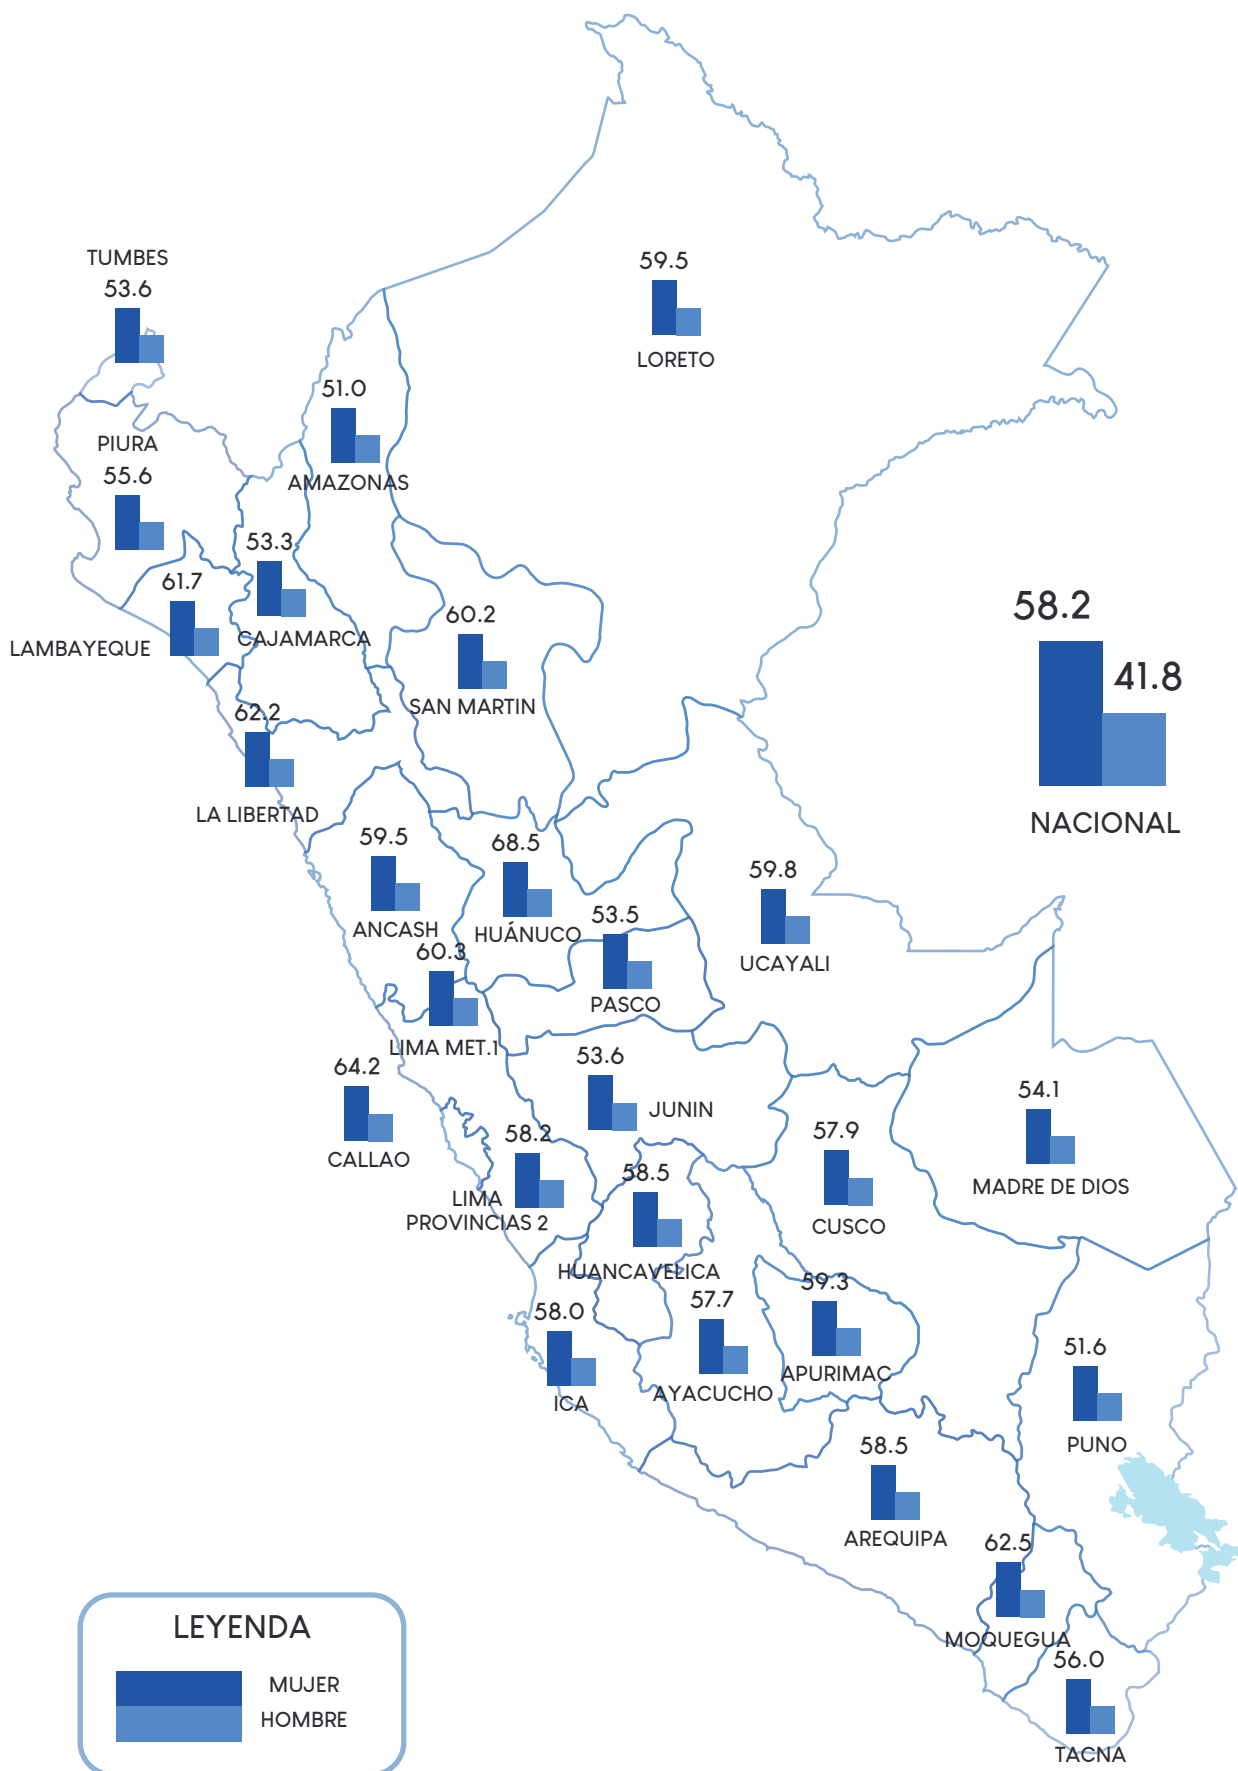 TUMBES
53.6
59.5
LORETO
51.0
AMAZONAS
PIURA
55.6
53.3
CAJAMARCA
61.7
LAMBAYEQUE
60.2
SAN MARTIN
58.2
41.8
NACIONAL
62.2
LA LIBERTAD
59.5
ANCASH
68.5
HUÁNUCO
59.8
UCAYALI
53.5
PASCO
60.3
LIMA MET.1
64.2
CALLAO
53.6
JUNIN
54.1
MADRE DE DIOS
58.2
LIMA
PROVINCIAS 2
57.9
CUSCO
58.5
HUANCAVELICA
59.3
APURIMAC
57.7
AYACUCHO
58.0
ICA
51.6
PUNO
58.5
AREQUIPA
62.5
MOQUEGUA
56.0
TACNA
LEYENDA
MUJER
HOMBRE